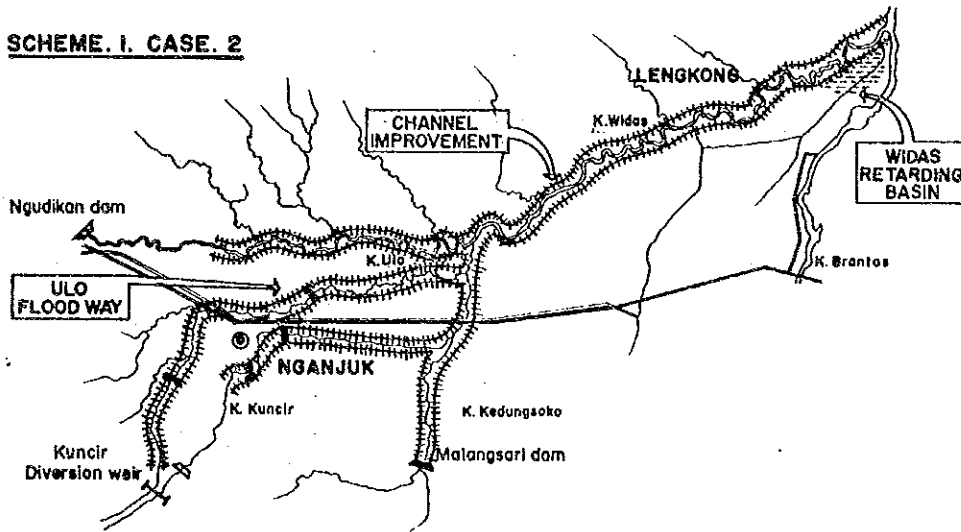 SCHEME. 1. CASE. 2
LENGKONG
K.Widas
CHANNEL
IMPROVEMENT
WIDAS
RETARDING
BASIN
Ngudikan dam
K.Ulo
K. Brantas
ULO
FLOOD WAY
NGANJUK
K. Kuncir
K. Kedungsoko
Kuncir
Diversion weir
Malangsari dam